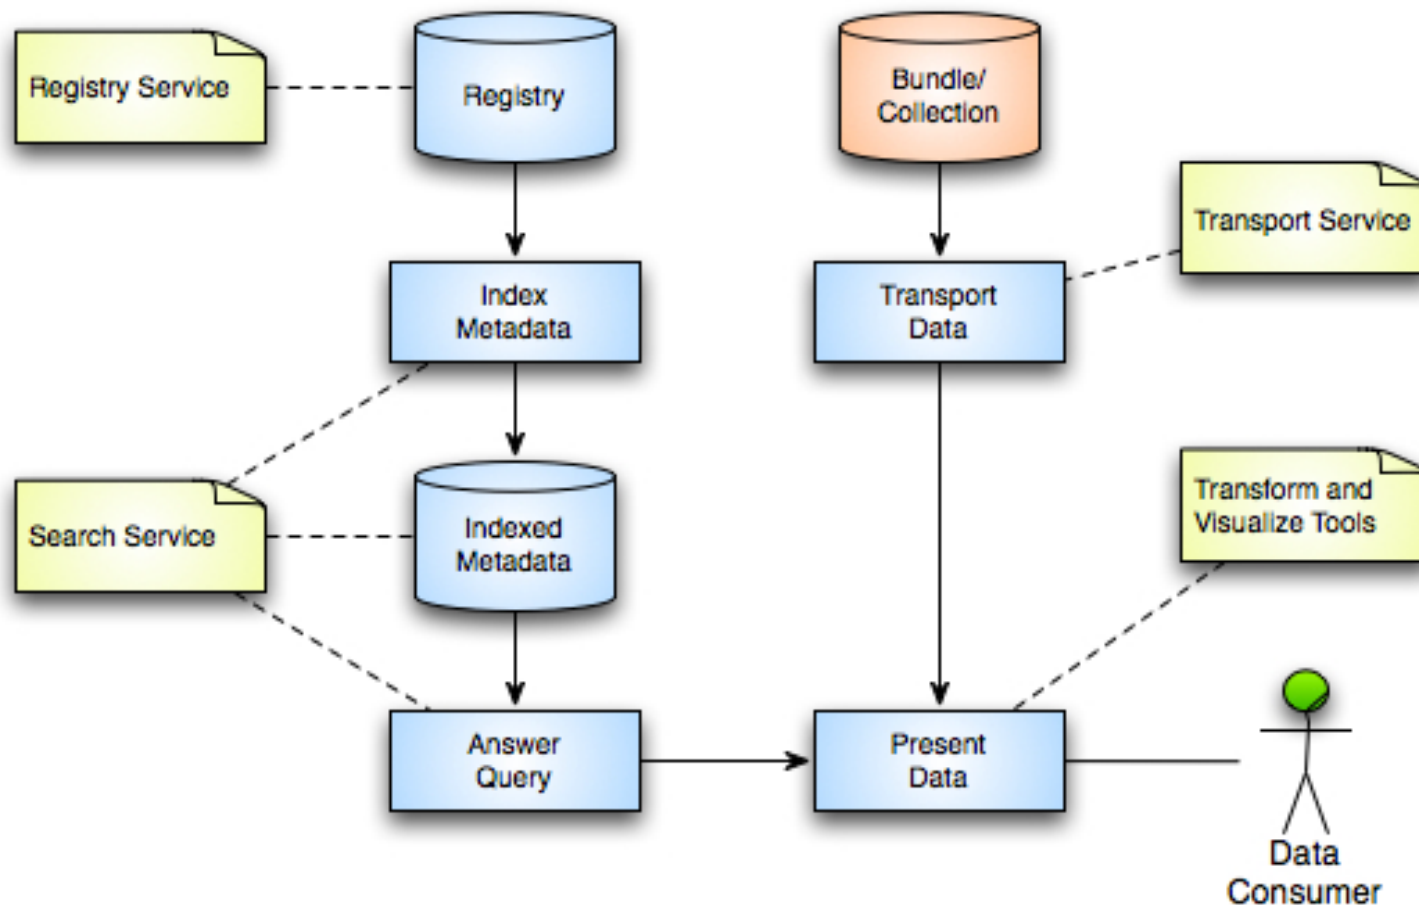 Registry Service
Registry
Bundle/
Collection
Transport Service
Index
Metadata
Transport
Data
Search Service
Indexed
Metadata
Transform and
Visualize Tools
Answer
Query
Present
Data
Data
Consumer